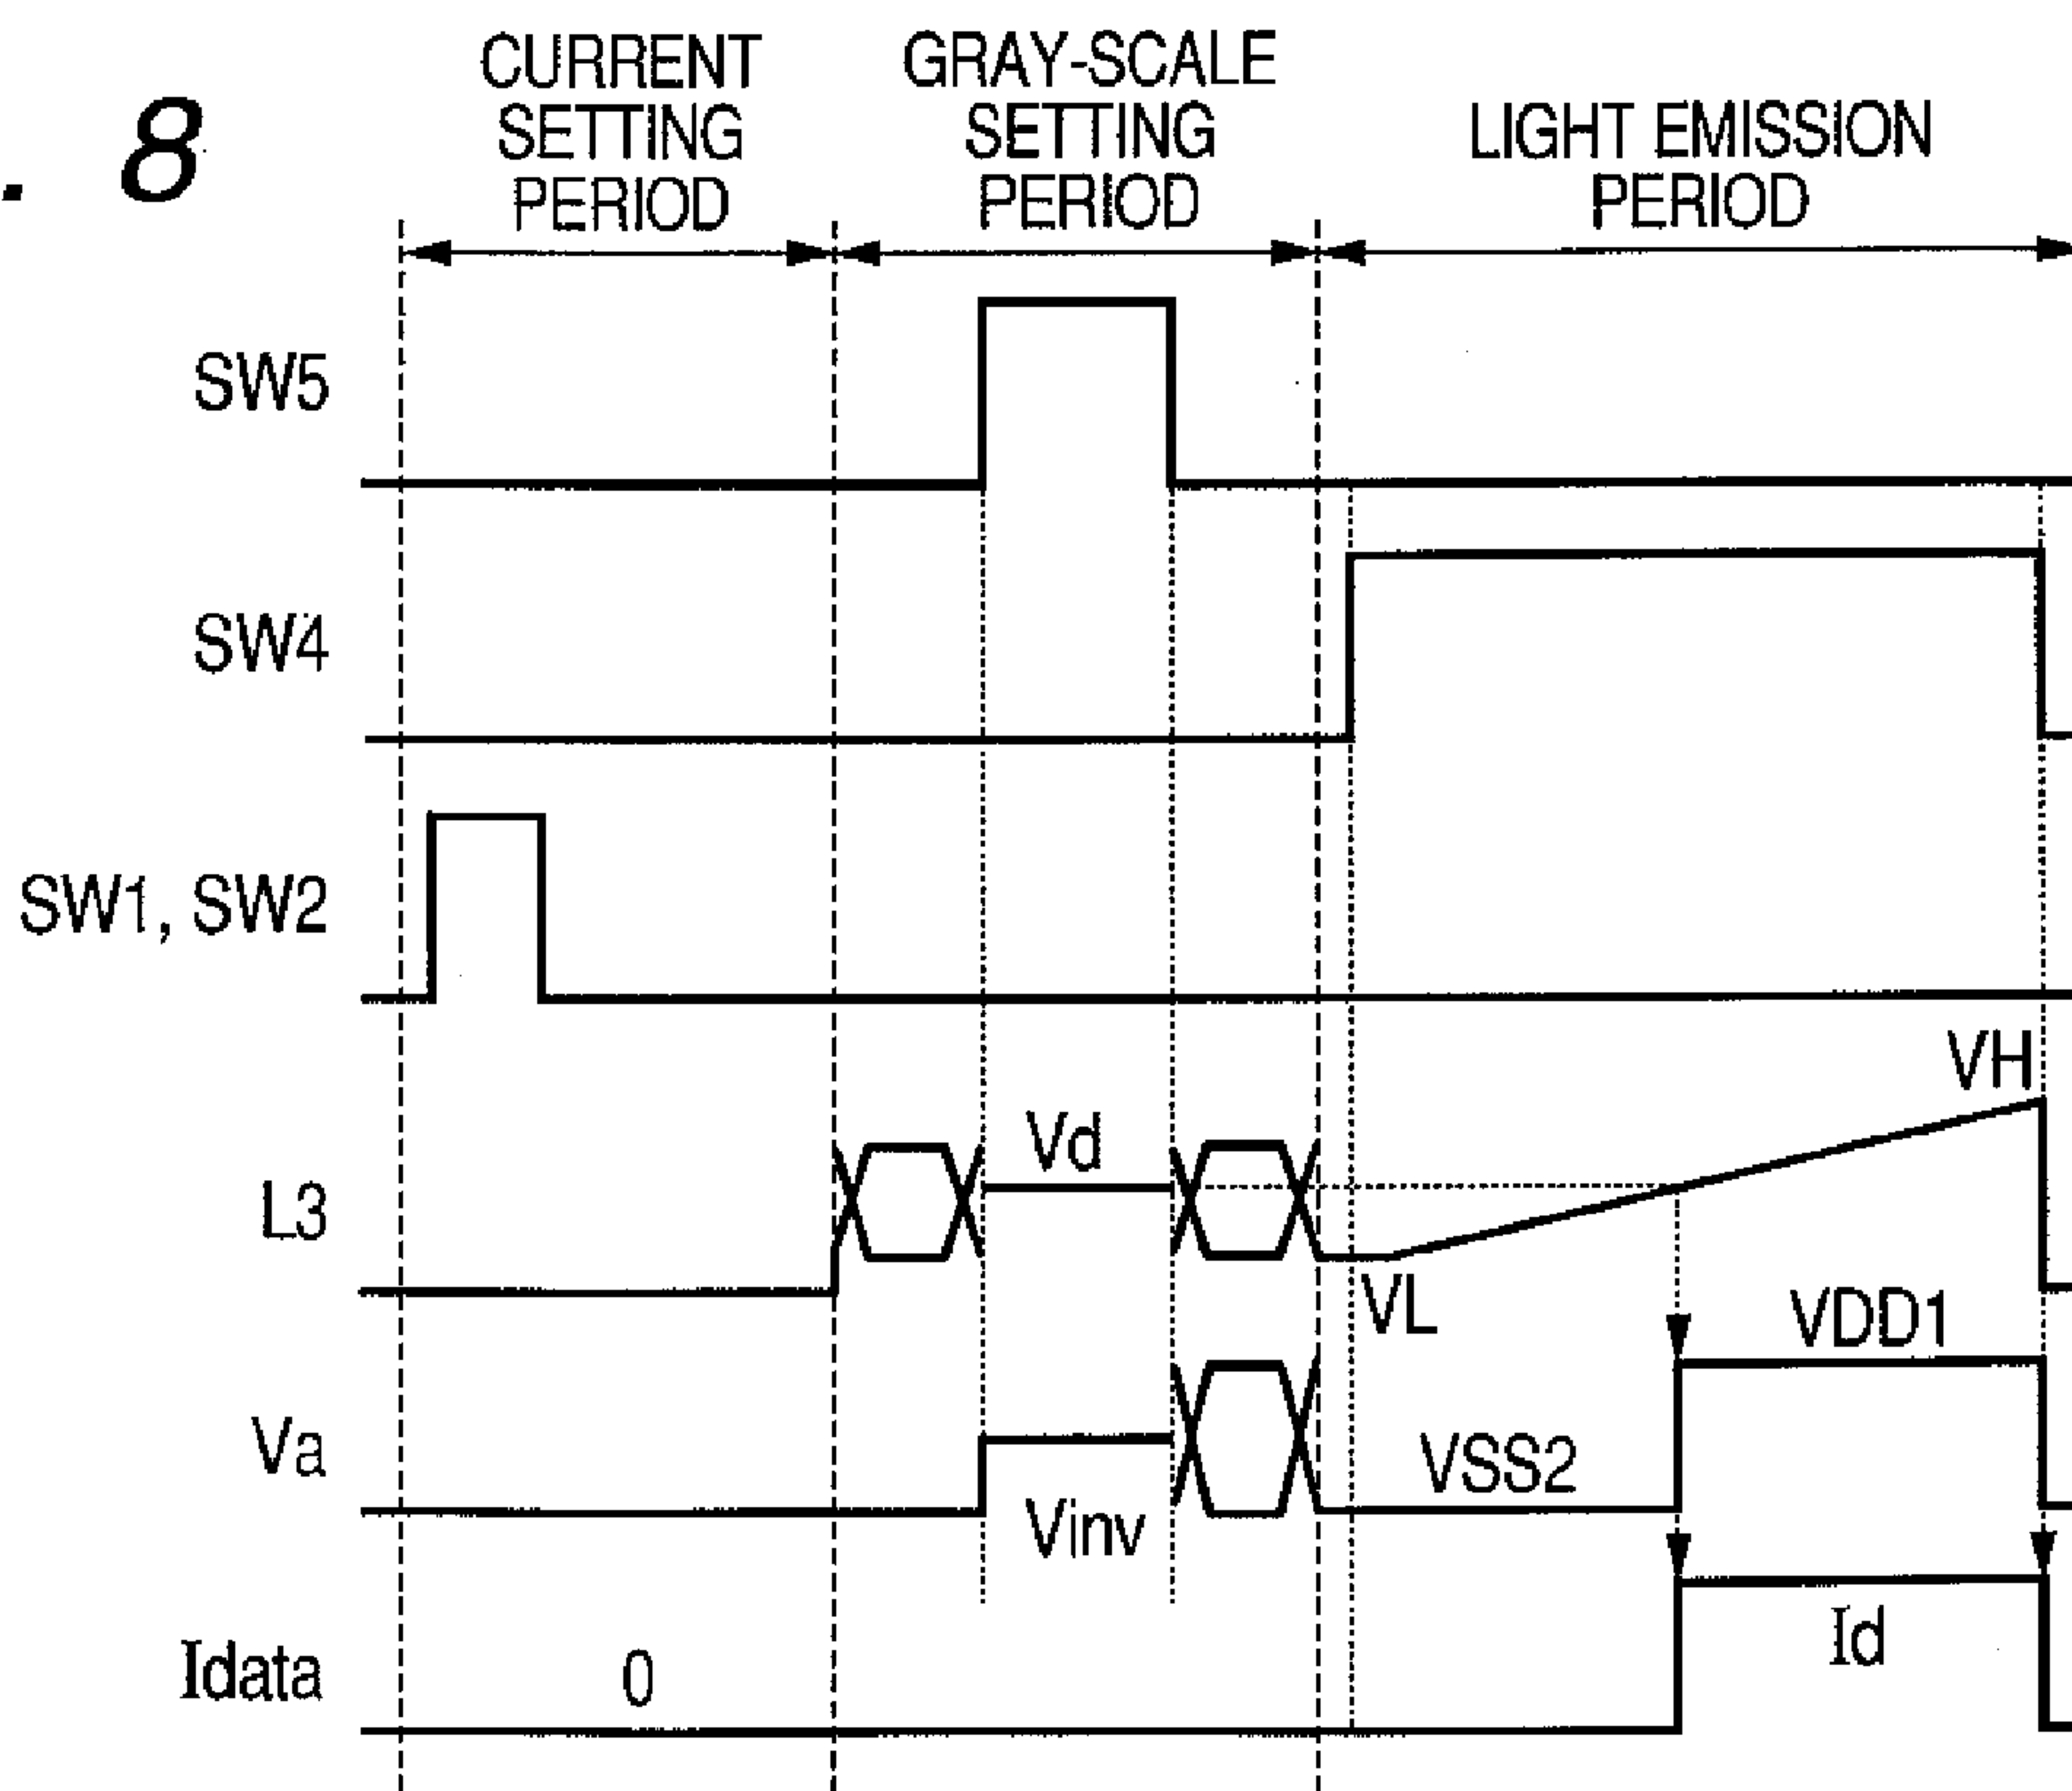 . 8
CURRENT
SETTING
PERIOD
GRAY-SCALE
SETTING
PERIOD
LIGHT EMISSION
PERIOD
SW5
SW4
SW1, SW2
L3
Vd
VH
VL
Va
Vinv
VSS2
VDD1
Idata
0
Id